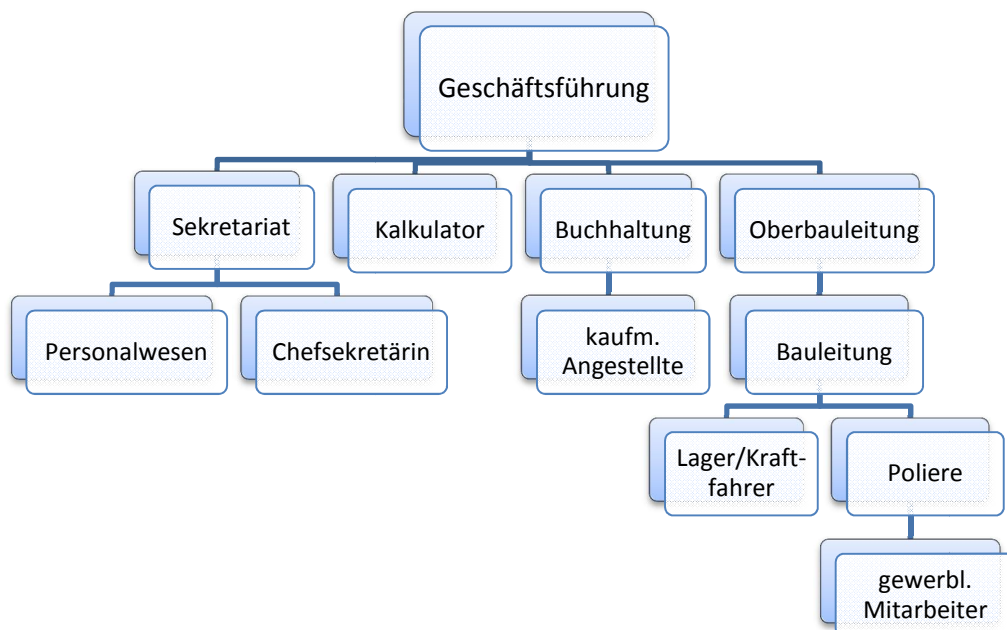 Geschäftsführung
Sekretariat
Kalkulator
Buchhaltung
Oberbauleitung
Personalwesen
Chefsekretärin
kaufm.
Angestellte
Bauleitung
Lager/Kraft-
fahrer
Poliere
gewerbl.
Mitarbeiter